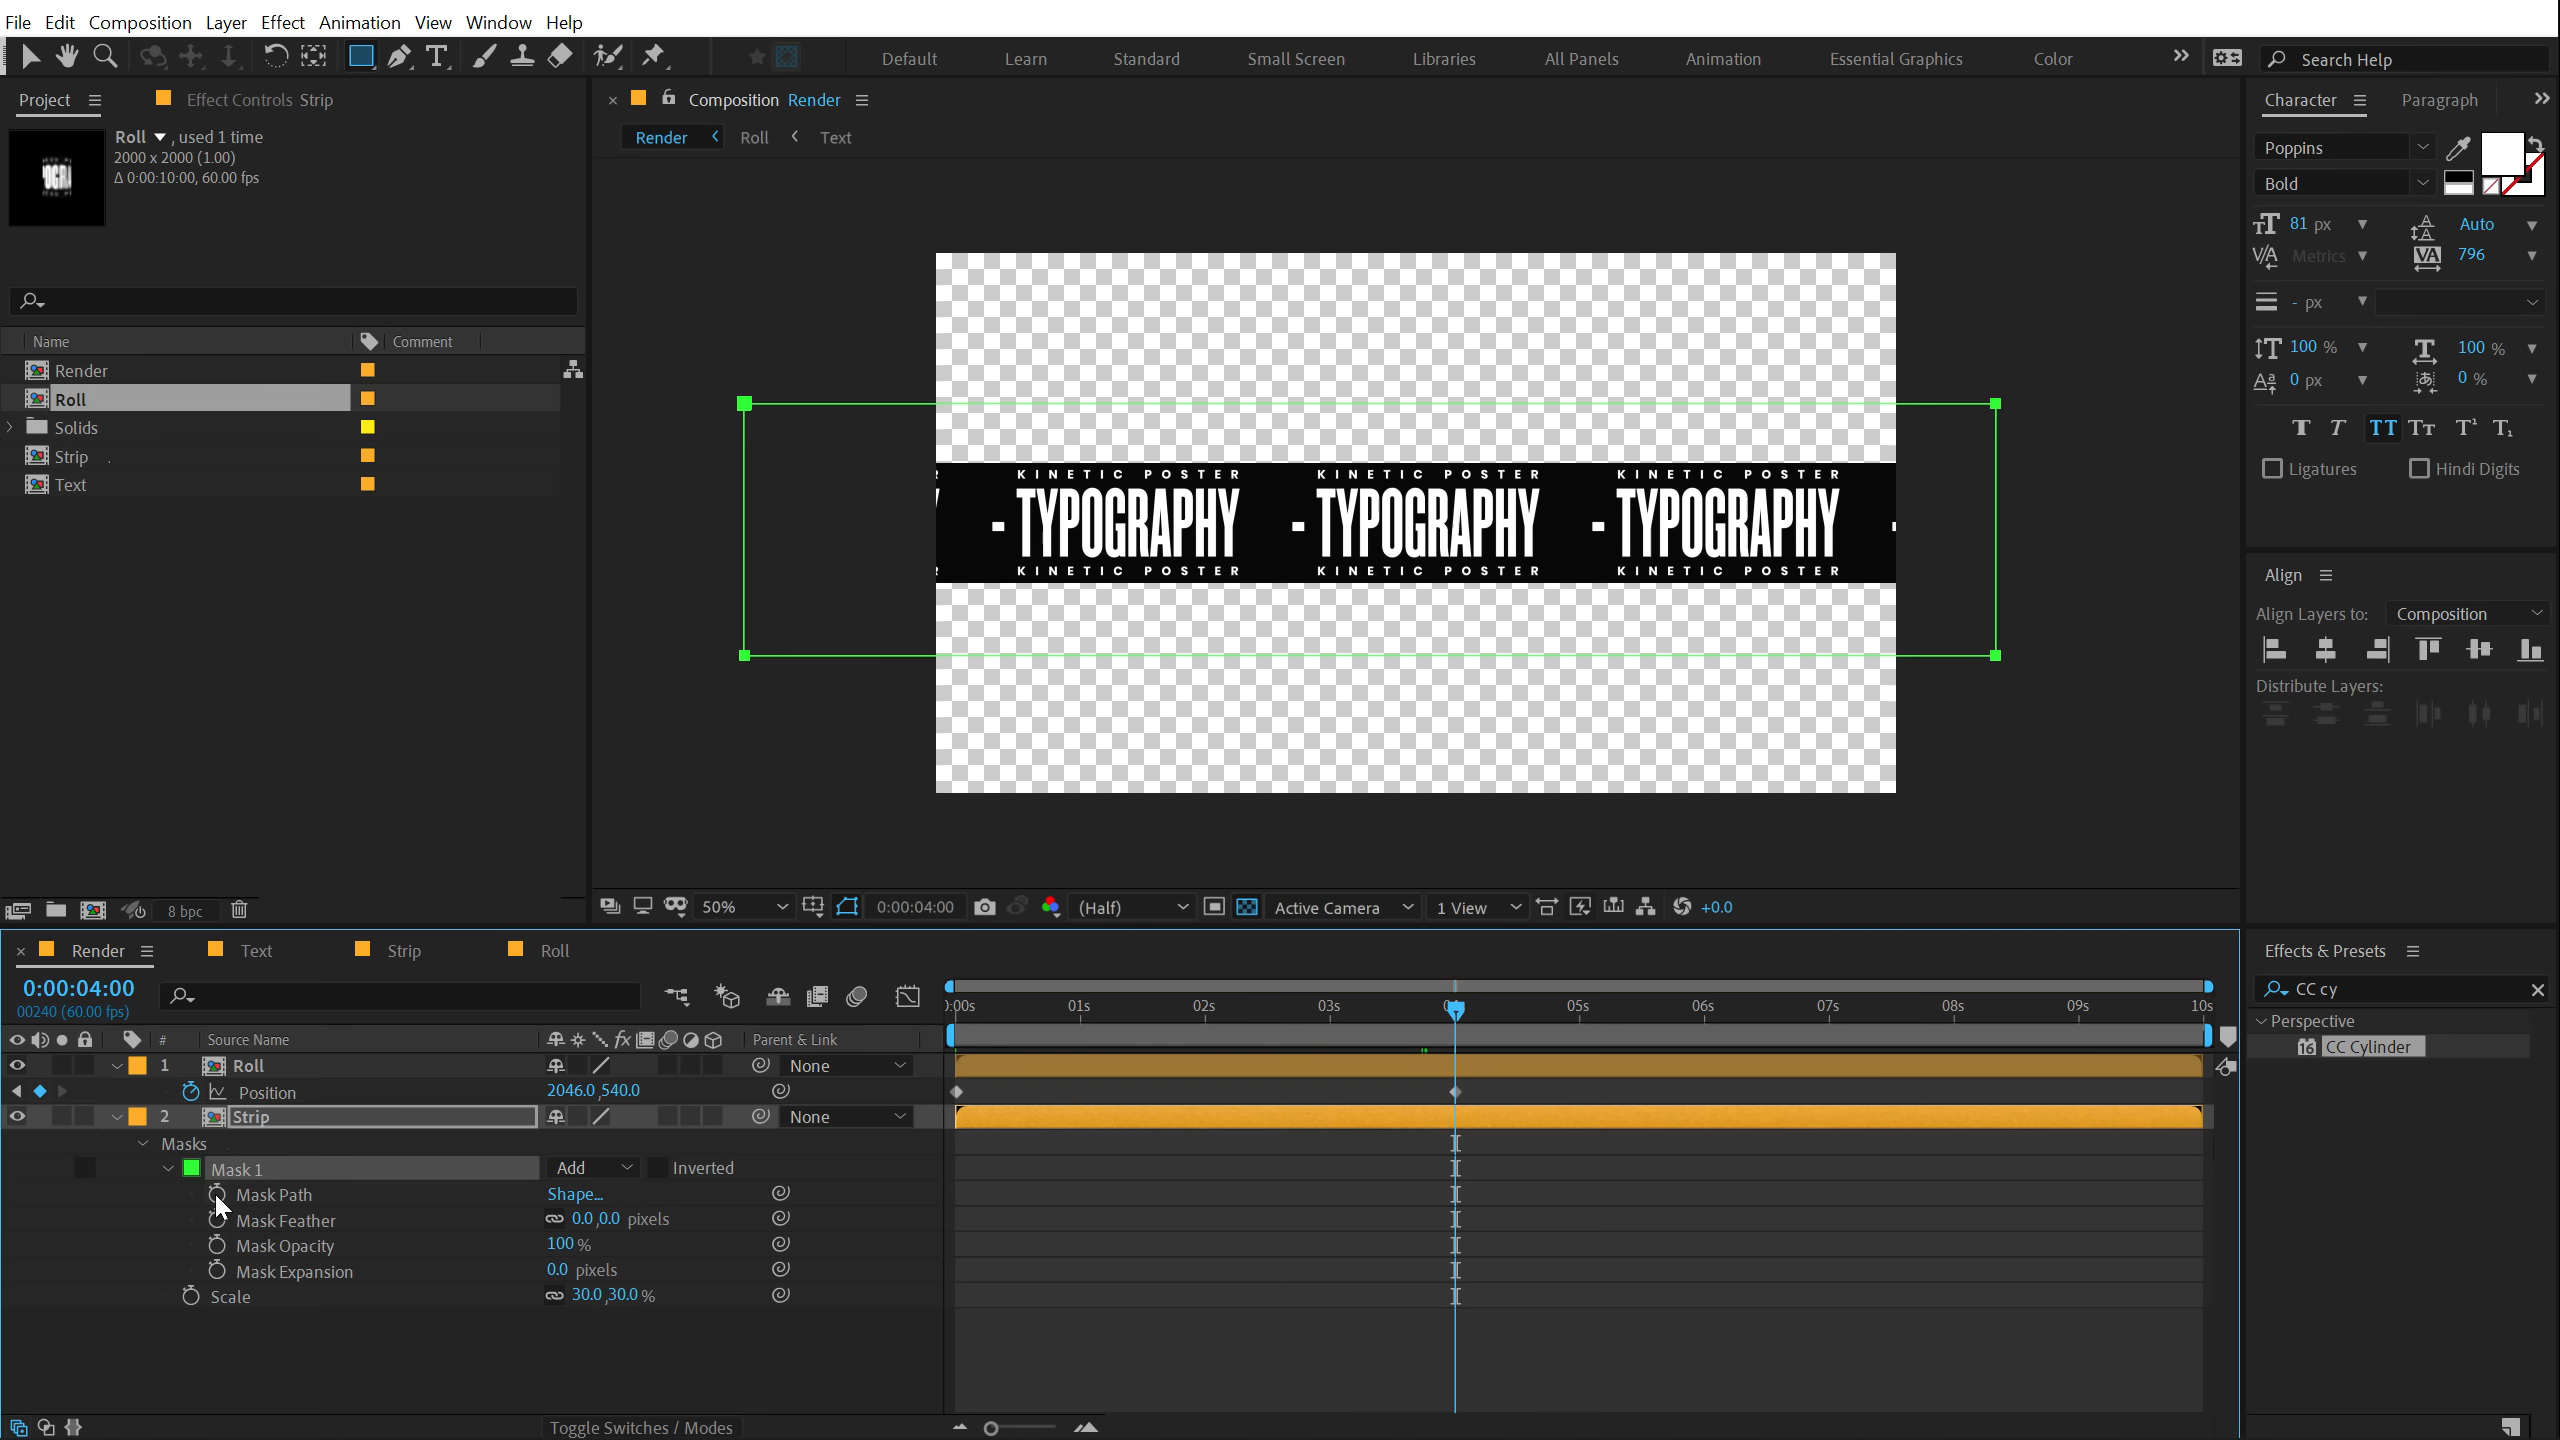 File Edit Composition Layer Effect Animation View Window Help
Default Learn Standard Small Screen Libraries All Panels Animation Essential Graphics Color Search Help
Project
Effect Controls Strip
Composition Render
Character Paragraph
Roll , used 1 time
2000 x 2000 (1.00)
Δ 0:00:10:00, 60.00 fps
Render Roll Text
Poppins
Bold
81 px Auto
Metrics 796
- px
100 % 100 %
0 px 0 %
Ligatures Hindi Digits
Name Comment
Render
Roll
Solids
Strip
Text
KINETIC POSTER KINETIC POSTER KINETIC POSTER
- TYPOGRAPHY - TYPOGRAPHY - TYPOGRAPHY -
KINETIC POSTER KINETIC POSTER KINETIC POSTER
Align
Align Layers to: Composition
Distribute Layers:
8 bpc
50% 0:00:04:00 (Half) Active Camera 1 View +0.0
Render Text Strip Roll
Effects & Presets
CC cy
Perspective
CC Cylinder
0:00:04:00
00240 (60.00 fps)
01s 02s 03s 05s 06s 07s 08s 09s 10s
# Source Name Parent & Link
1 Roll None
Position 2046.0,540.0
2 Strip None
Masks
Mask 1 Add Inverted
Mask Path Shape...
Mask Feather 0.0,0.0 pixels
Mask Opacity 100 %
Mask Expansion 0.0 pixels
Scale 30.0,30.0 %
Toggle Switches / Modes